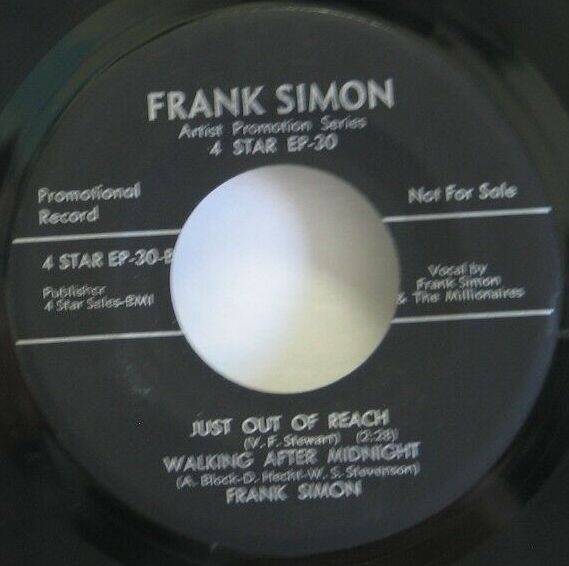 FRANK SIMON
Artist Promotion Series
4 STAR EP-30
Promotional
Record
Not For Sale
4 STAR EP-30-B
Publisher
4 Star Sales-BMI
Vocal by
Frank Simon
& The Millionaires
JUST OUT OF REACH
(V. F. Stewart) (2:28)
WALKING AFTER MIDNIGHT
(A. Block-D. Hecht-W. S. Stevenson)
FRANK SIMON